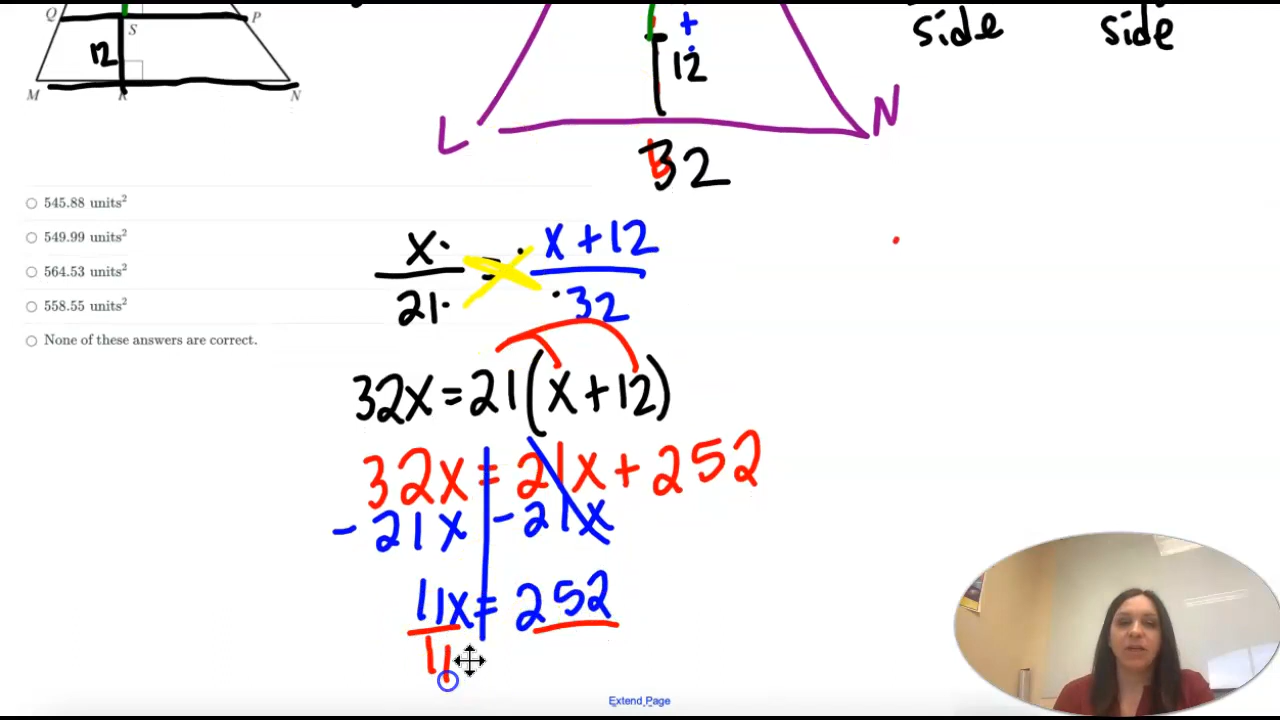 Q P
S
12
M R N
+
12
side side
L N
32
545.88 units²
549.99 units²
564.53 units²
558.55 units²
None of these answers are correct.
x/21 = x + 12/32
32x = 21(x + 12)
32x = 21x + 252
- 21x - 21x
11x = 252
11
Extend Page